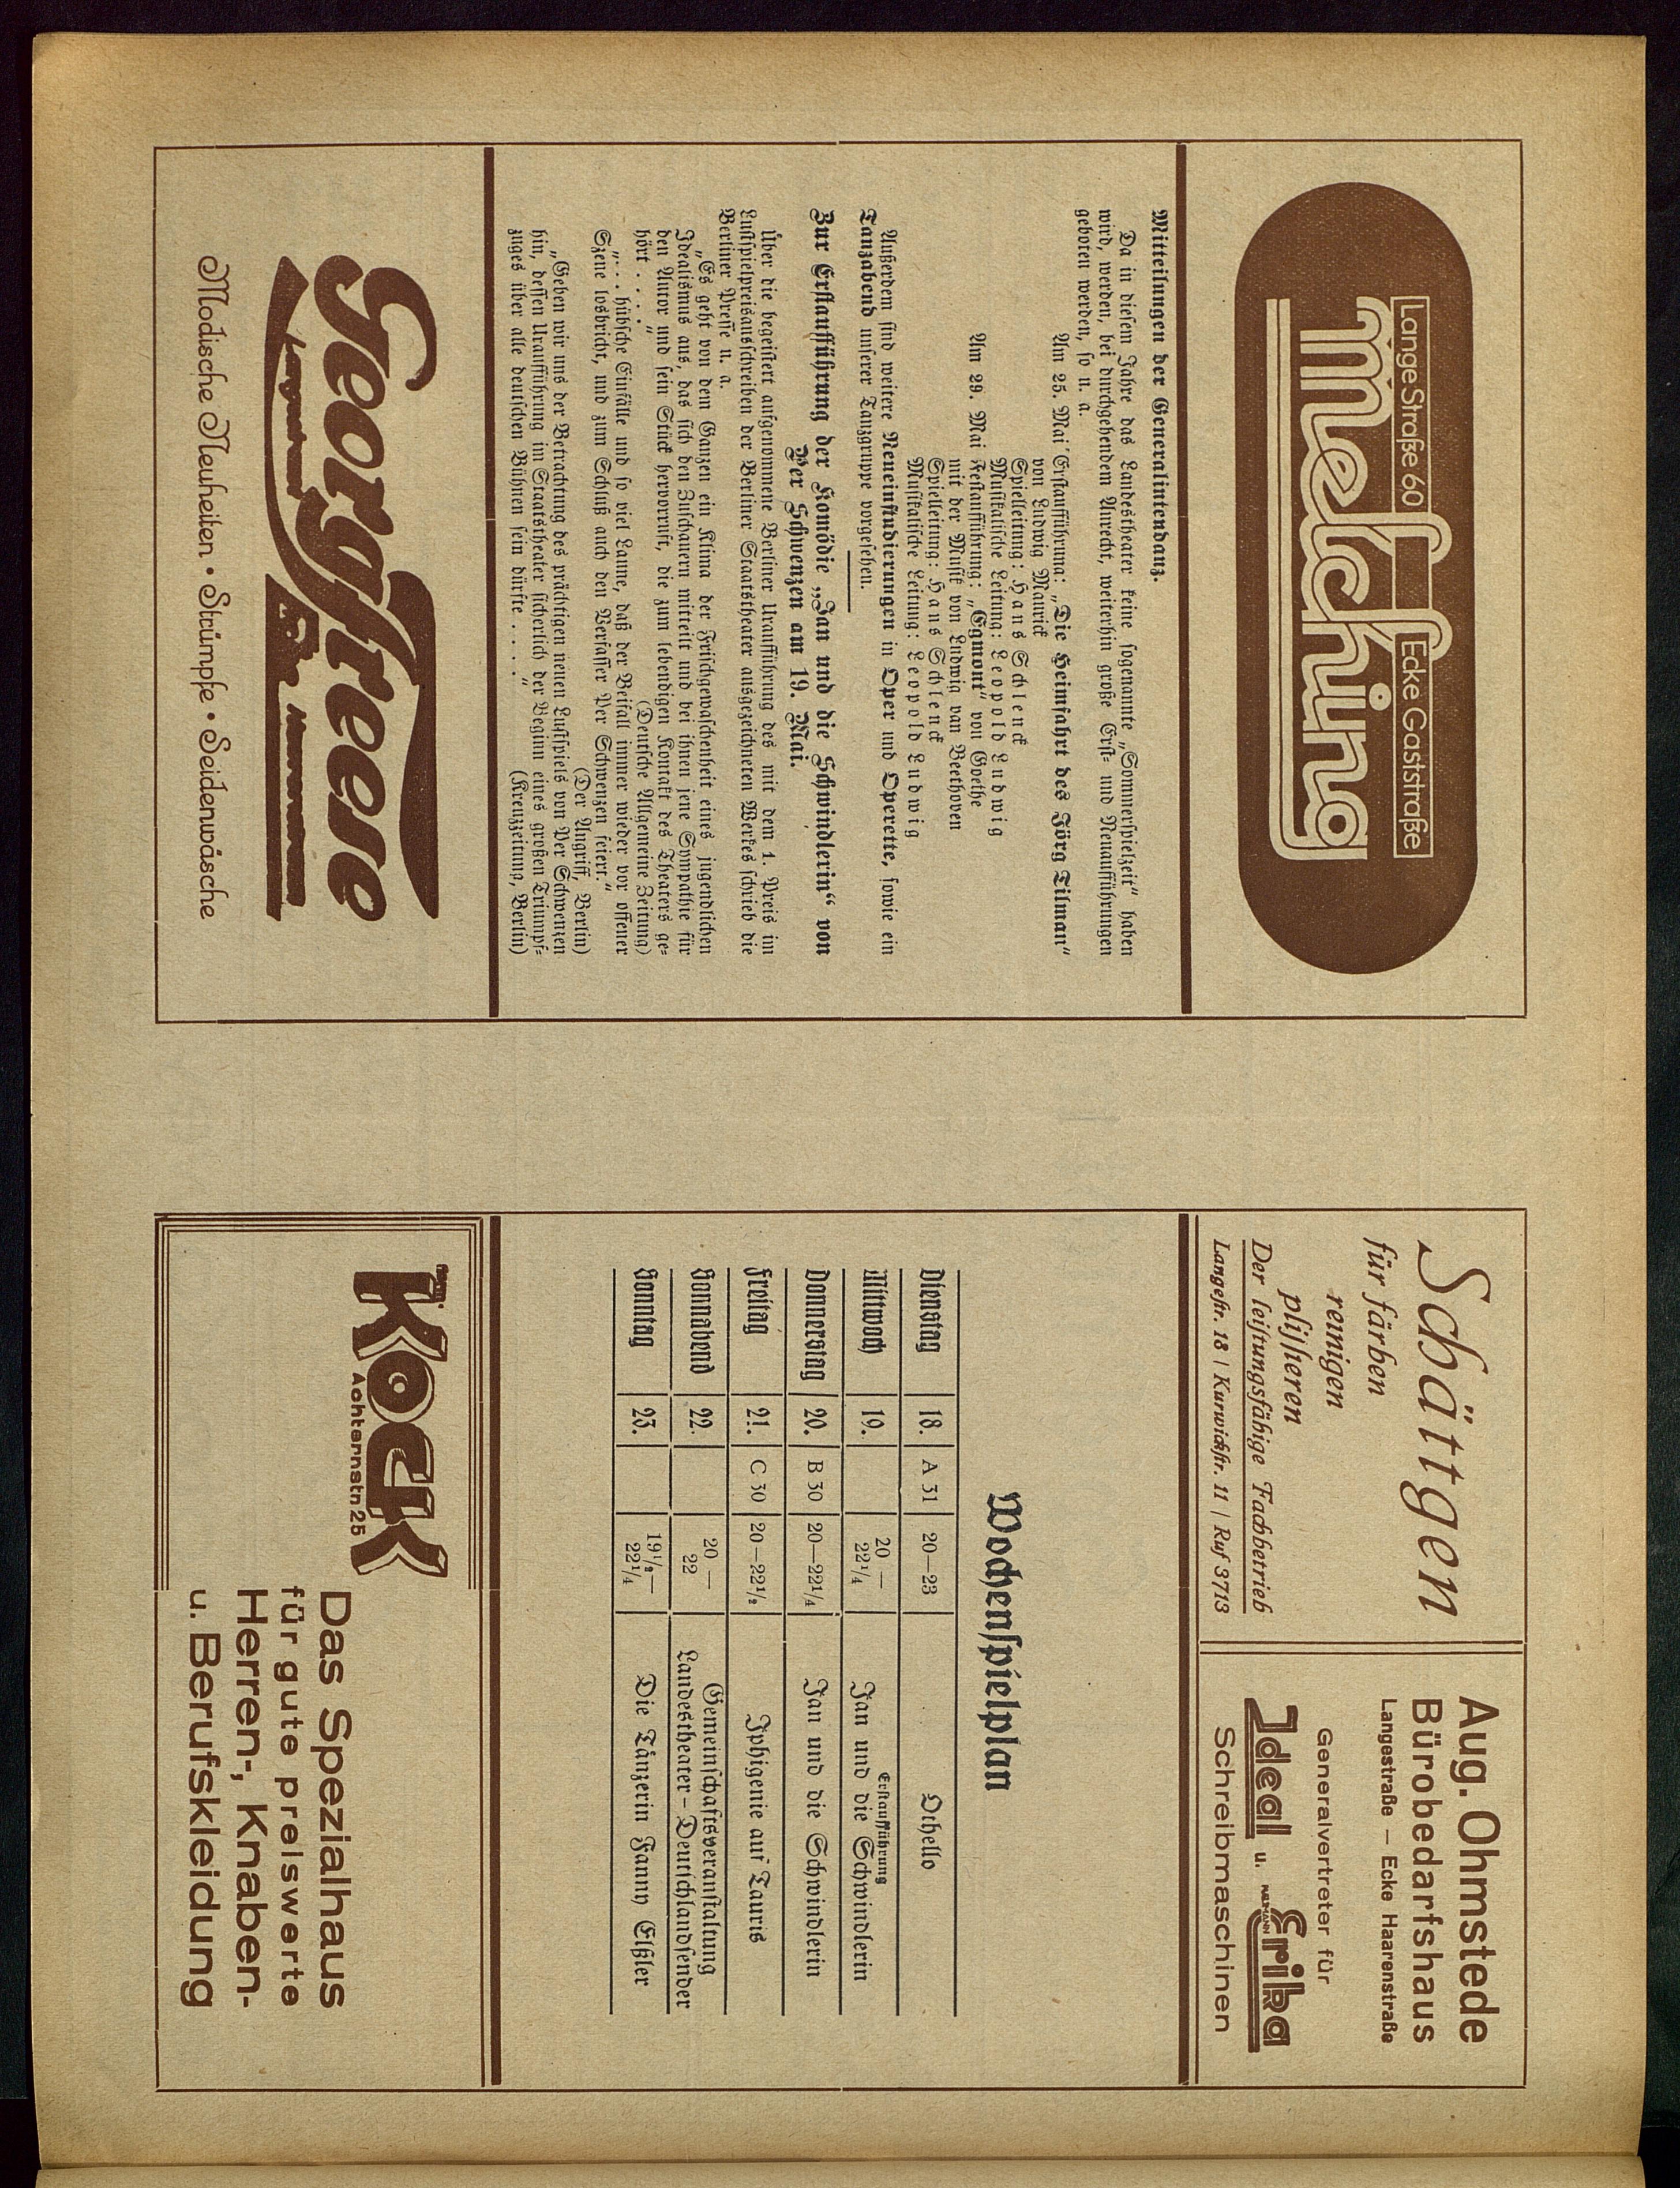 Lange Straße 60 Ecke Gaststraße
Melching
Mitteilungen der Generalintendanz.
Da in diesem Jahre das Landestheater keine sogenannte „Sommerspielzeit“ haben
wird, werden, bei durchgehendem Anrecht, weiterhin große Erst- und Neuaufführungen
geboten werden, so u. a.
Am 25. Mai Erstaufführung: „Die Heimfahrt des Jörg Tilman“
von Ludwig Maurick
Spielleitung: Hans Schlenck
Musikalische Leitung: Leopold Ludwig
Am 29. Mai Festaufführung: „Egmont“ von Goethe
mit der Musik von Ludwig van Beethoven
Spielleitung: Hans Schlenck
Musikalische Leitung: Leopold Ludwig
Außerdem sind weitere Neueinstudierungen in Oper und Operette, sowie ein
Tanzabend unserer Tanzgruppe vorgesehen.
Zur Erstaufführung der Komödie „Jan und die Schwindlerin“ von
Per Schwenzen am 19. Mai.
Über die begeistert aufgenommene Berliner Uraufführung des mit dem 1. Preis im
Lustspielpreisausschreiben der Berliner Staatstheater ausgezeichneten Werkes schrieb die
Berliner Presse u. a.
„Es geht von dem Ganzen ein Klima der Frischgewaschenheit eines jugendlichen
Idealismus aus, das sich den Zuschauern mitteilt und bei ihnen jene Sympathie für
den Autor und sein Stück hervorruft, die zum lebendigen Kontakt des Theaters ge-
hört . . . .“ (Deutsche Allgemeine Zeitung)
„. . . hübsche Einfälle und so viel Laune, daß der Beifall immer wieder vor offener
Szene losbricht, und zum Schluß auch den Verfasser Per Schwenzen feiert.“
(Der Angriff, Berlin)
„Geben wir uns der Betrachtung des prächtigen neuen Lustspiels von Per Schwenzen
hin, dessen Uraufführung im Staatstheater sicherlich der Beginn eines großen Triumpf-
zuges über alle deutschen Bühnen sein dürfte . . . .“ (Kreuzzeitung, Berlin)
Georg Freese
Modische Neuheiten • Strümpfe • Seidenwäsche
Schättgen
für färben
reinigen
plissieren
Der leistungsfähige Fachbetrieb
Langestr. 18 / Kurwickstr. 11 / Ruf 3713
Aug. Ohmstede
Bürobedarfshaus
Langestraße – Ecke Haarenstraße
Generalvertreter für
Ideal u. Erika
Schreibmaschinen
Wochenspielplan
Dienstag 18. A 31 20—23 Othello
Mittwoch 19. 20 — 22¼ Erstaufführung Jan und die Schwindlerin
Donnerstag 20. B 30 20—22¼ Jan und die Schwindlerin
Freitag 21. C 30 20—22½ Iphigenie auf Tauris
Sonnabend 22. 20 — 22 Gemeinschaftsveranstaltung Landestheater – Deutschlandsender
Sonntag 23. 19½ — 22¼ Die Tänzerin Fanny Elßler
Kock
Achternstr. 25
Das Spezialhaus
für gute preiswerte
Herren-, Knaben-
u. Berufskleidung